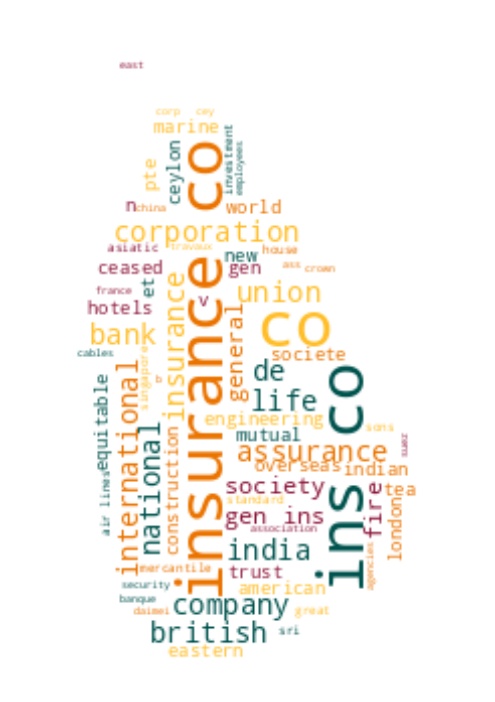 east
corp cey
marine
co
investment
employees
ceylon
pte
n china
world
corporation
asiatic travaux
new house
ceased gen ass crown
france et
v
hotels
union
insurance co
insurance
co
bank
general
cables
societe
singapore
b
de
ins co
life
equitable
international
engineering
sons
national
construction
mutual
assurance
zams
overseas indian
society
tea
fire
standard
london
air lines
gen ins
association
india
agencies
mercantile
trust
security
american
banque
company
daimei
great
british sri
eastern